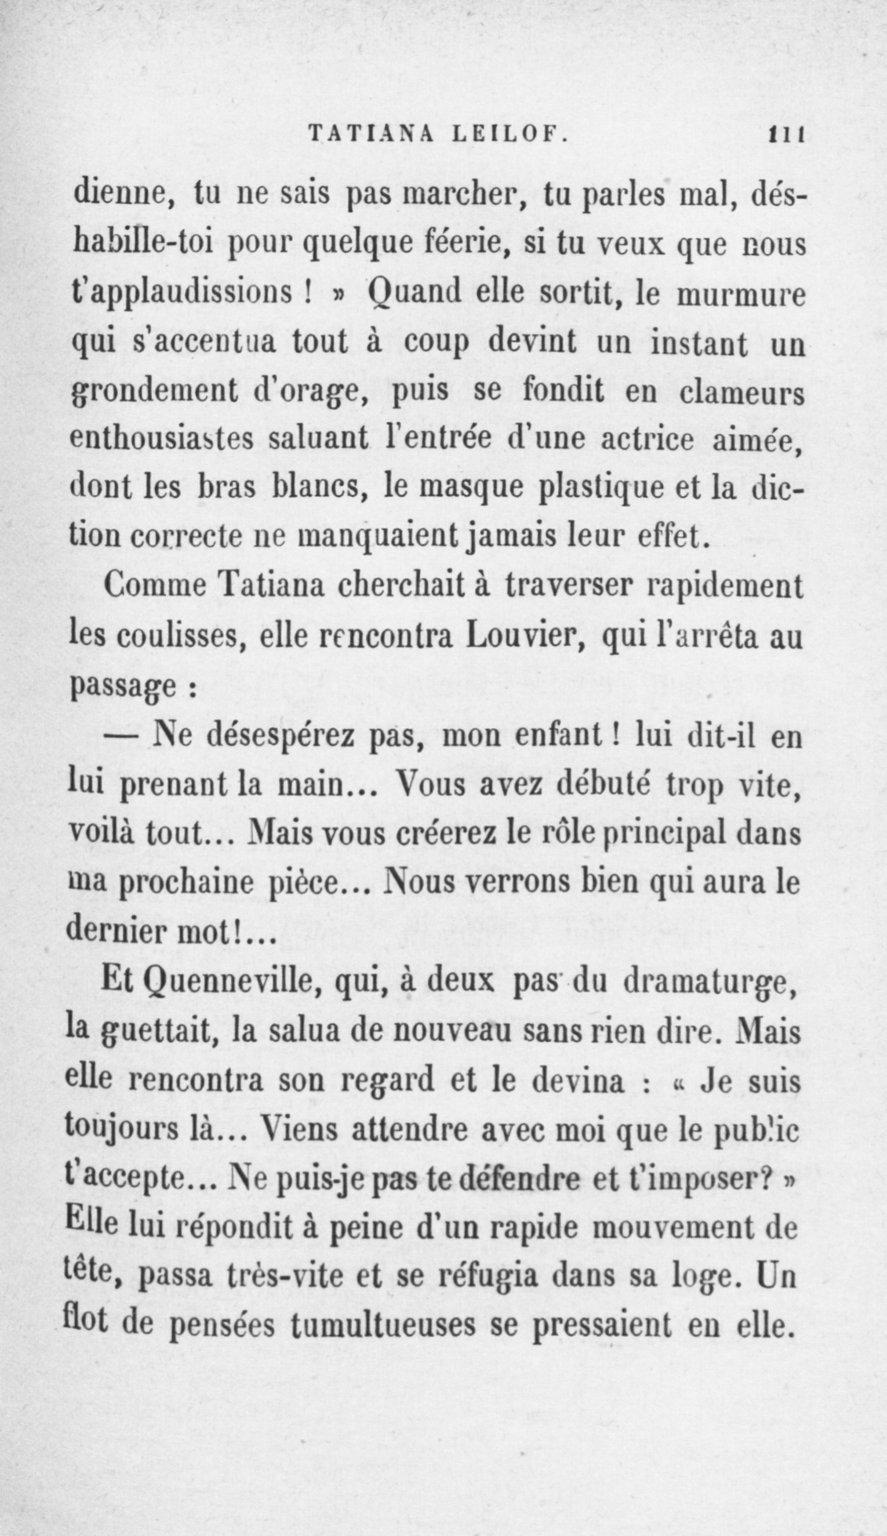 TATIANA LEILOF. 111
dienne, tu ne sais pas marcher, tu parles mal, dés-
habille-toi pour quelque féerie, si tu veux que nous
t'applaudissions ! » Quand elle sortit, le murmure
qui s'accentua tout à coup devint un instant un
grondement d'orage, puis se fondit en clameurs
enthousiastes saluant l'entrée d'une actrice aimée,
dont les bras blancs, le masque plastique et la dic-
tion correcte ne manquaient jamais leur effet.
Comme Tatiana cherchait à traverser rapidement
les coulisses, elle rencontra Louvier, qui l'arrêta au
passage :
— Ne désespérez pas, mon enfant ! lui dit-il en
lui prenant la main... Vous avez débuté trop vite,
voilà tout... Mais vous créerez le rôle principal dans
ma prochaine pièce... Nous verrons bien qui aura le
dernier mot!...
Et Quenneville, qui, à deux pas du dramaturge,
la guettait, la salua de nouveau sans rien dire. Mais
elle rencontra son regard et le devina : « Je suis
toujours là... Viens attendre avec moi que le public
t'accepte... Ne puis-je pas te défendre et t'imposer? »
Elle lui répondit à peine d'un rapide mouvement de
tête, passa très-vite et se réfugia dans sa loge. Un
flot de pensées tumultueuses se pressaient en elle.